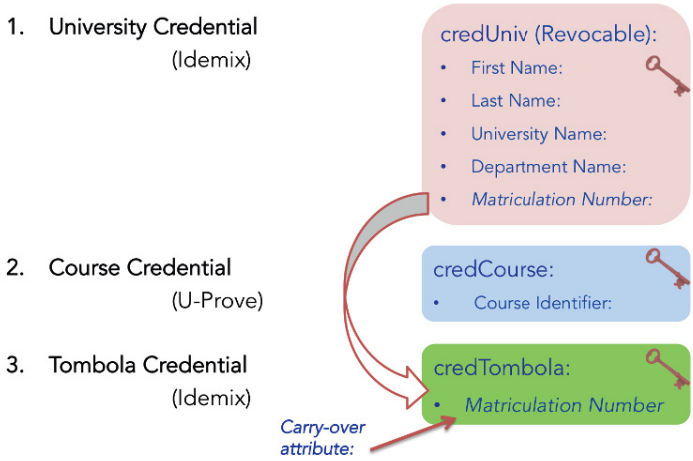 1. University Credential
(Idemix)
credUniv (Revocable):
• First Name:
• Last Name:
• University Name:
• Department Name:
• Matriculation Number:
2. Course Credential
(U-Prove)
credCourse:
• Course Identifier:
3. Tombola Credential
(Idemix)
credTombola:
• Matriculation Number
Carry-over
attribute: